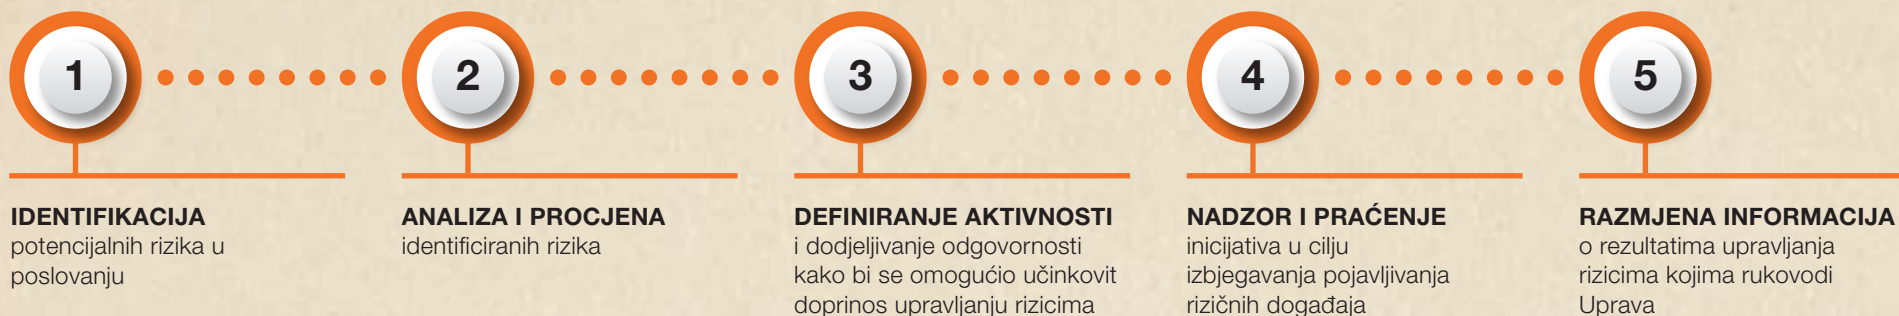 1
IDENTIFIKACIJA
potencijalnih rizika u
poslovanju
2
ANALIZA I PROCJENA
identificiranih rizika
3
DEFINIRANJE AKTIVNOSTI
i dodjeljivanje odgovornosti
kako bi se omogućio učinkovit
doprinos upravljanju rizicima
4
NADZOR I PRAĆENJE
inicijativa u cilju
izbjegavanja pojavljivanja
rizičnih događaja
5
RAZMJENA INFORMACIJA
o rezultatima upravljanja
rizicima kojima rukovodi
Uprava